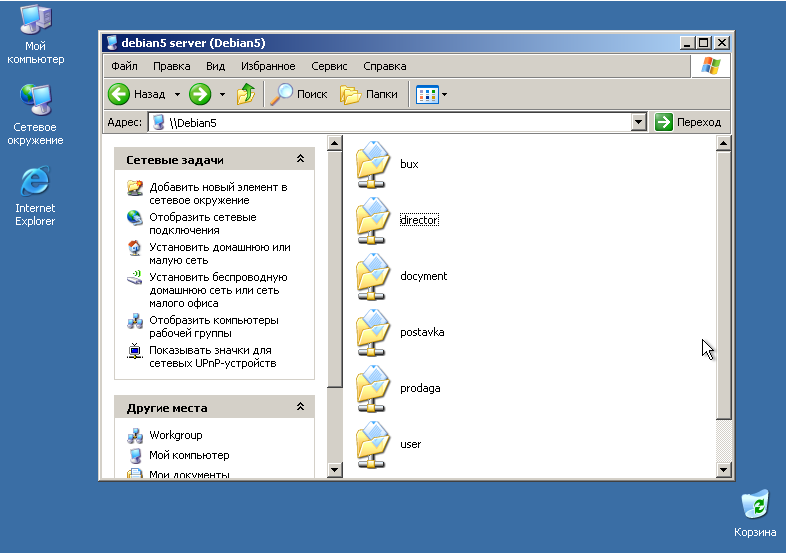 Мой
компьютер
Сетевое
окружение
Internet
Explorer
debian5 server (Debian5)
Файл Правка Вид Избранное Сервис Справка
Назад Поиск Папки
Адрес: \\Debian5 Переход
Сетевые задачи
Добавить новый элемент в
сетевое окружение
Отобразить сетевые
подключения
Установить домашнюю или
малую сеть
Установить беспроводную
домашнюю сеть или сеть
малого офиса
Отобразить компьютеры
рабочей группы
Показывать значки для
сетевых UPnP-устройств
Другие места
Workgroup
Мой компьютер
Мои документы
bux
director
docyment
postavka
prodaga
user
Корзина